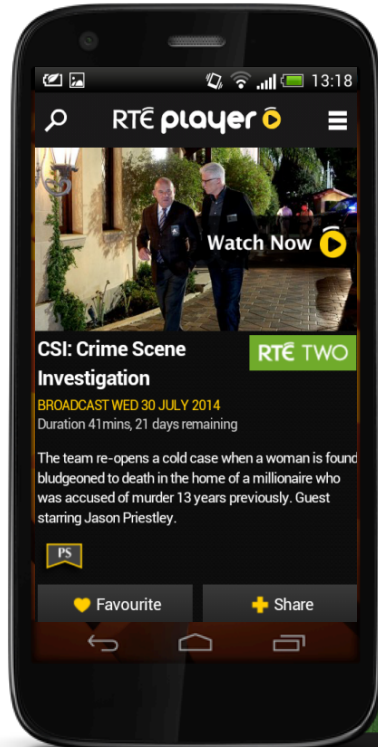 13:18
RTÉ player
Watch Now
CSI: Crime Scene
RTÉ TWO
Investigation
BROADCAST WED 30 JULY 2014
Duration 41mins, 21 days remaining
The team re-opens a cold case when a woman is found
bludgeoned to death in the home of a millionaire who
was accused of murder 13 years previously. Guest
starring Jason Priestley.
PS
Favourite
Share